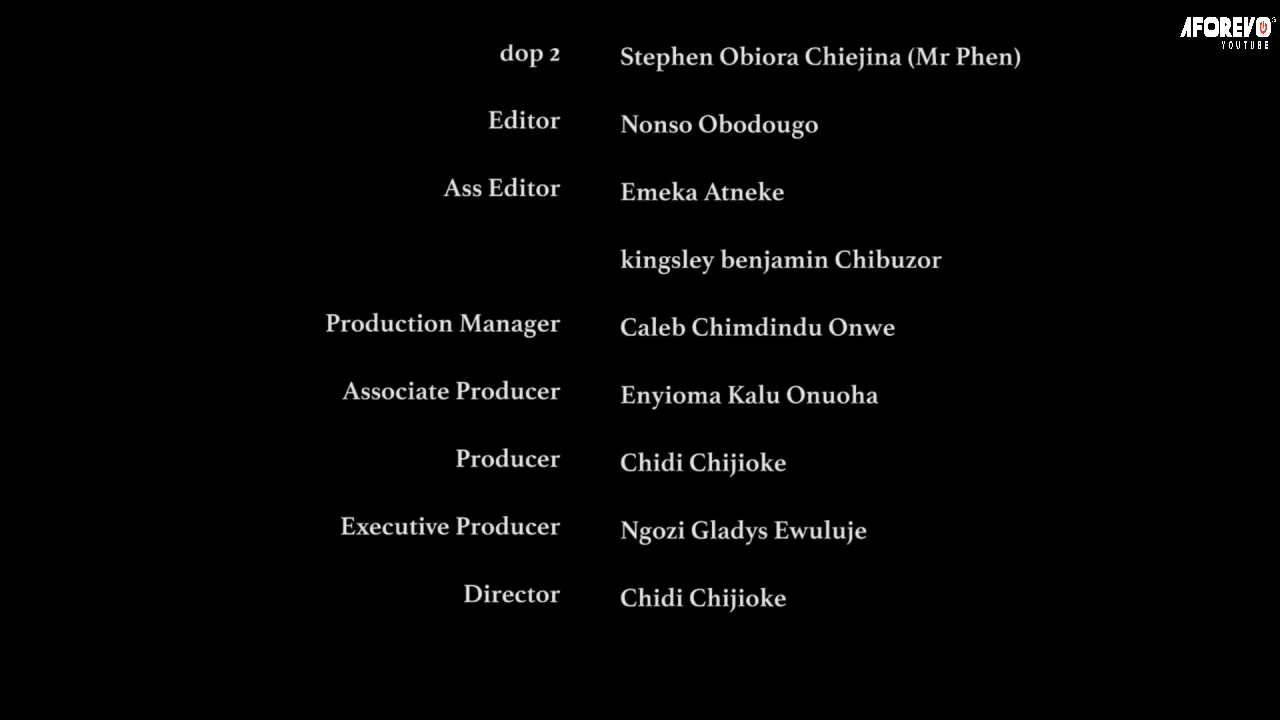 AFOREVO
YOUTUBE
dop 2 Stephen Obiora Chiejina (Mr Phen)
Editor Nonso Obodougo
Ass Editor Emeka Atneke
kingsley benjamin Chibuzor
Production Manager Caleb Chimdindu Onwe
Associate Producer Enyioma Kalu Onuoha
Producer Chidi Chijioke
Executive Producer Ngozi Gladys Ewuluje
Director Chidi Chijioke